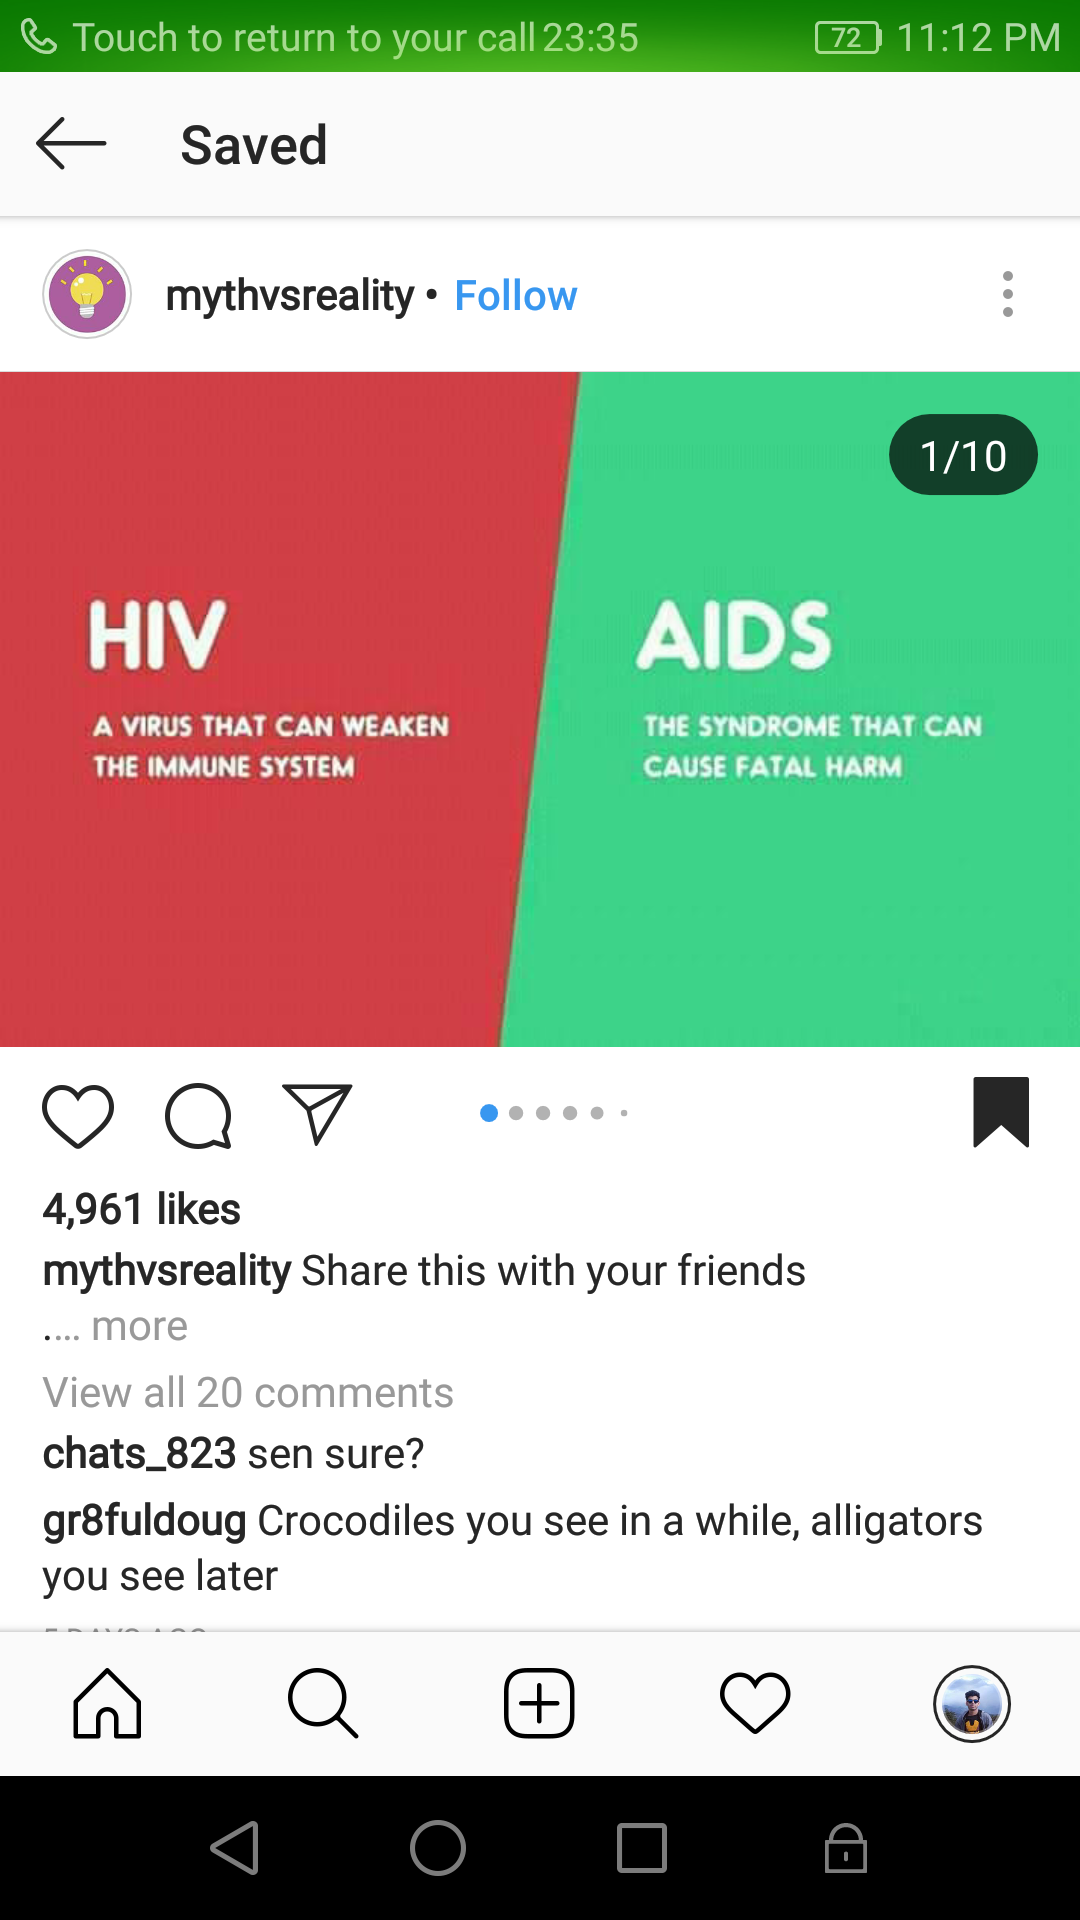 Touch to return to your call 23:35 72 11:12 PM
Saved
mythvsreality • Follow
1/10
HIV
A VIRUS THAT CAN WEAKEN
THE IMMUNE SYSTEM
AIDS
THE SYNDROME THAT CAN
CAUSE FATAL HARM
4,961 likes
mythvsreality Share this with your friends
.... more
View all 20 comments
chats_823 sen sure?
gr8fuldoug Crocodiles you see in a while, alligators
you see later
5 DAYS AGO